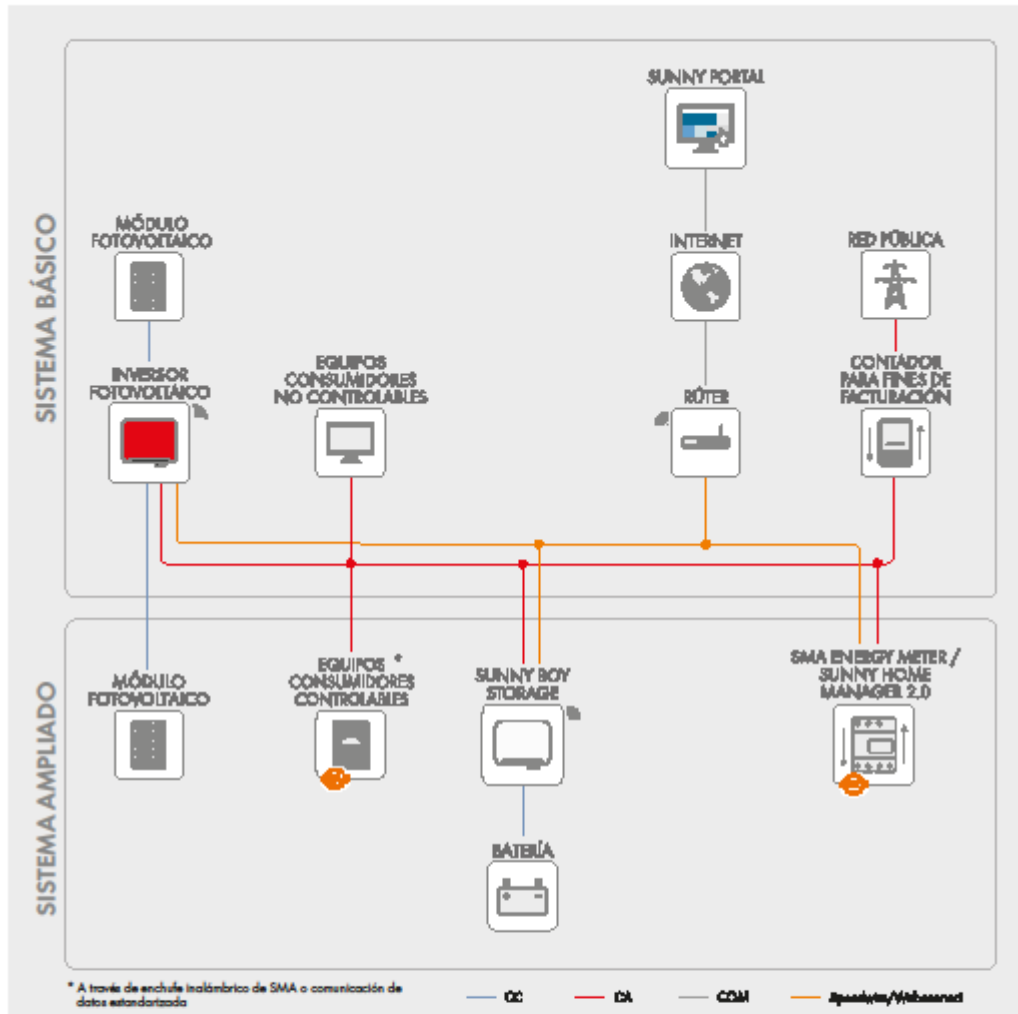 SISTEMA BÁSICO
SUNNY PORTAL
MÓDULO
FOTOVOLTAICO
INTERNET
RED PÚBLICA
INVERSOR
FOTOVOLTAICO
EQUIPOS
CONSUMIDORES
NO CONTROLABLES
RÚTER
CONTADOR
PARA FINES DE
FACTURACIÓN
SISTEMA AMPLIADO
MÓDULO
FOTOVOLTAICO
EQUIPOS *
CONSUMIDORES
CONTROLABLES
SUNNY BOY
STORAGE
SMA ENERGY METER /
SUNNY HOME
MANAGER 2.0
BATERÍA
* A través de enchufe inalámbrico de SMA o comunicación de
datos estandarizada
CC
CA
COM
Speedwire/Webconnect